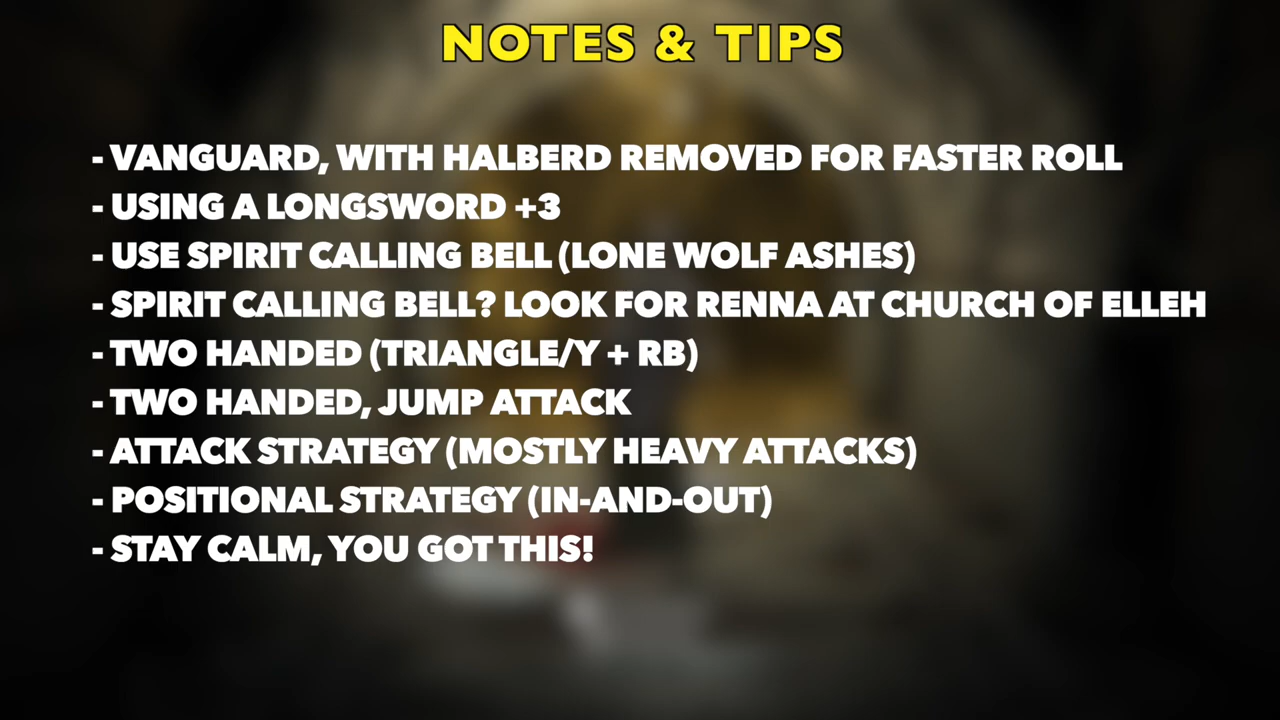 NOTES & TIPS
- VANGUARD, WITH HALBERD REMOVED FOR FASTER ROLL
- USING A LONGSWORD +3
- USE SPIRIT CALLING BELL (LONE WOLF ASHES)
- SPIRIT CALLING BELL? LOOK FOR RENNA AT CHURCH OF ELLEH
- TWO HANDED (TRIANGLE/Y + RB)
- TWO HANDED, JUMP ATTACK
- ATTACK STRATEGY (MOSTLY HEAVY ATTACKS)
- POSITIONAL STRATEGY (IN-AND-OUT)
- STAY CALM, YOU GOT THIS!